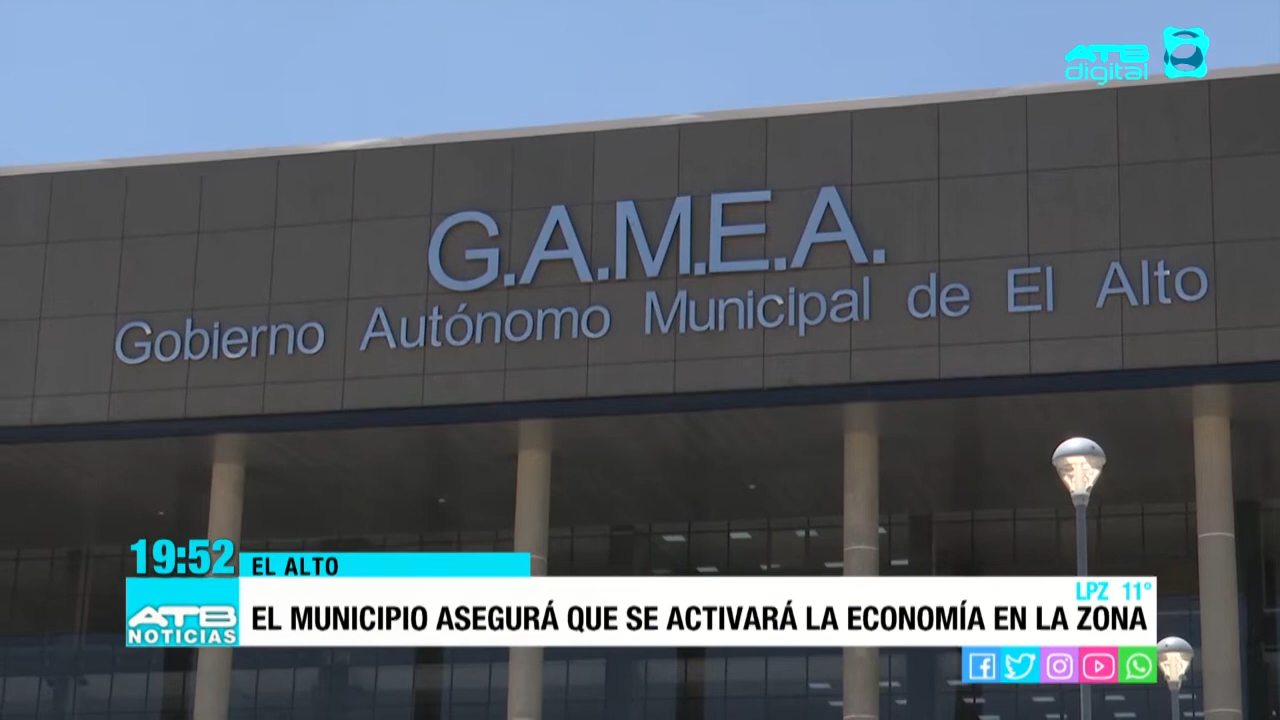 ATB
digital
G.A.M.E.A.
Gobierno Autónomo Municipal de El Alto
19:52
EL ALTO
LPZ 11°
ATB
NOTICIAS
EL MUNICIPIO ASEGURÁ QUE SE ACTIVARÁ LA ECONOMÍA EN LA ZONA